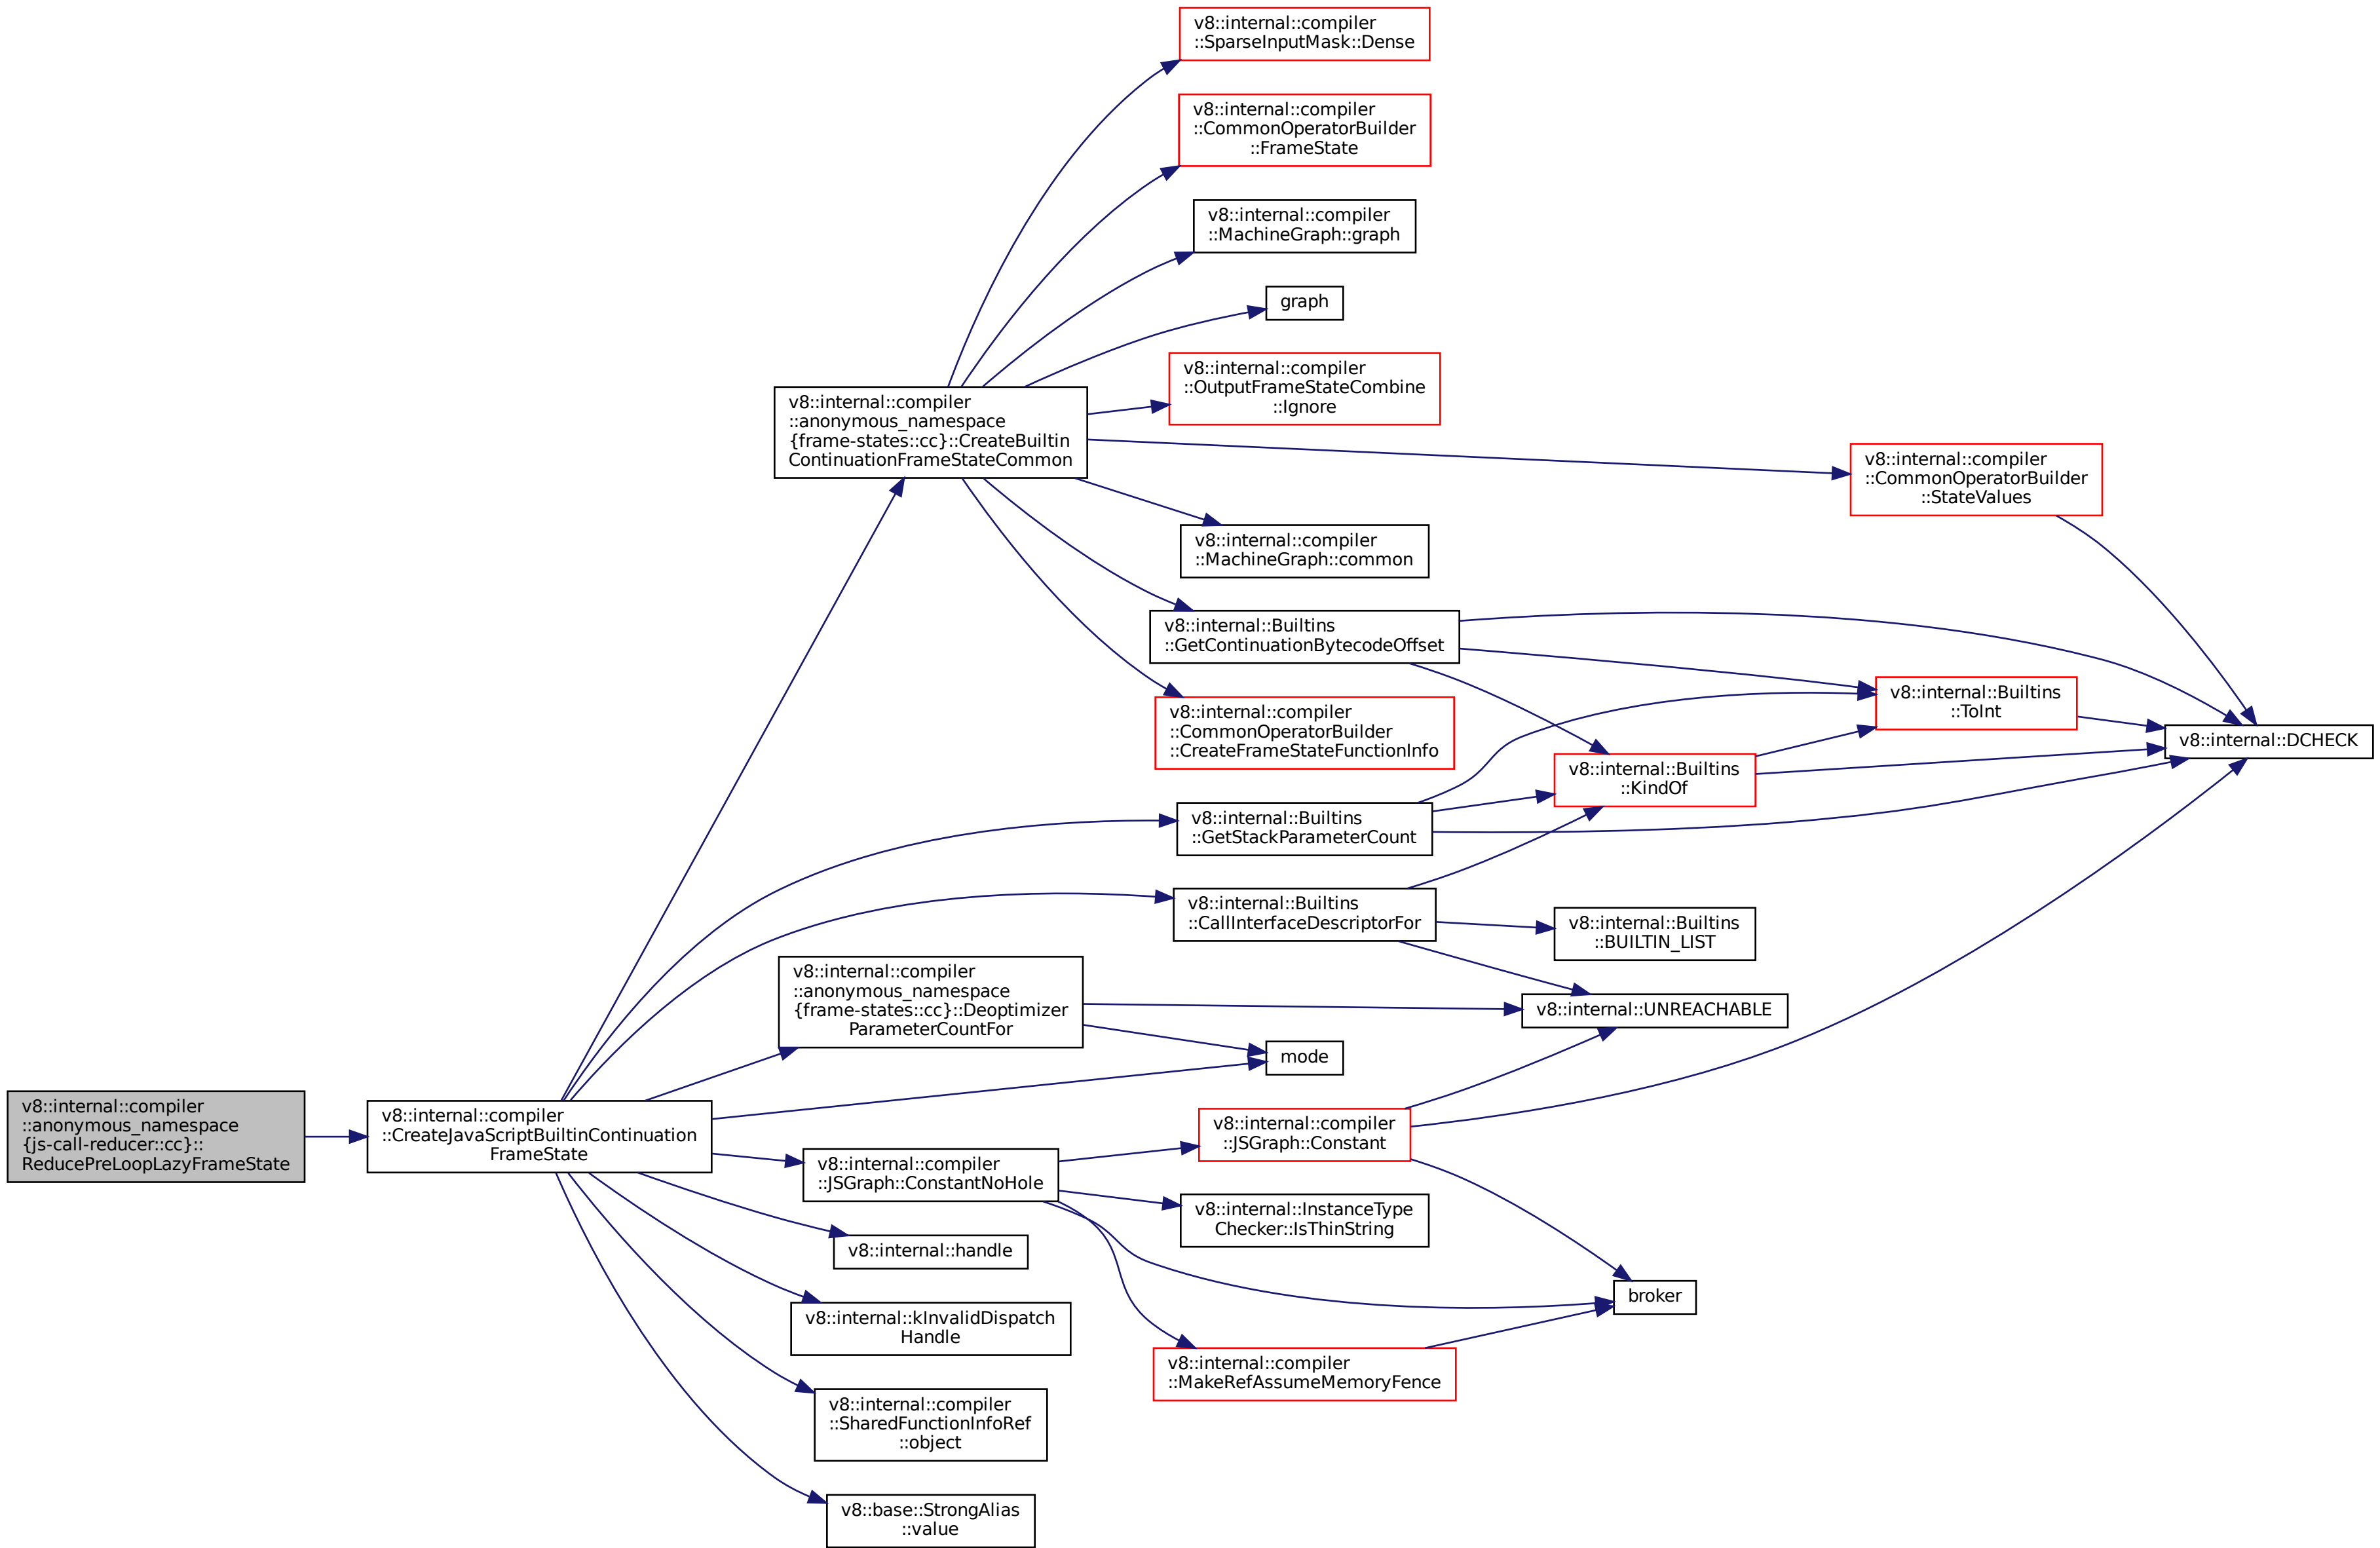 v8::internal::compiler
::SparseInputMask::Dense
v8::internal::compiler
::CommonOperatorBuilder
::FrameState
v8::internal::compiler
::MachineGraph::graph
graph
v8::internal::compiler
::OutputFrameStateCombine
::Ignore
v8::internal::compiler
::anonymous_namespace
{frame-states::cc}::CreateBuiltin
ContinuationFrameStateCommon
v8::internal::compiler
::CommonOperatorBuilder
::StateValues
v8::internal::compiler
::MachineGraph::common
v8::internal::Builtins
::GetContinuationBytecodeOffset
v8::internal::compiler
::CommonOperatorBuilder
::CreateFrameStateFunctionInfo
v8::internal::Builtins
::ToInt
v8::internal::DCHECK
v8::internal::Builtins
::KindOf
v8::internal::Builtins
::GetStackParameterCount
v8::internal::Builtins
::CallInterfaceDescriptorFor
v8::internal::Builtins
::BUILTIN_LIST
v8::internal::compiler
::anonymous_namespace
{frame-states::cc}::Deoptimizer
ParameterCountFor
v8::internal::UNREACHABLE
mode
v8::internal::compiler
::anonymous_namespace
{js-call-reducer::cc}::
ReducePreLoopLazyFrameState
v8::internal::compiler
::CreateJavaScriptBuiltinContinuation
FrameState
v8::internal::compiler
::JSGraph::Constant
v8::internal::compiler
::JSGraph::ConstantNoHole
v8::internal::InstanceType
Checker::IsThinString
v8::internal::handle
broker
v8::internal::kInvalidDispatch
Handle
v8::internal::compiler
::MakeRefAssumeMemoryFence
v8::internal::compiler
::SharedFunctionInfoRef
::object
v8::base::StrongAlias
::value